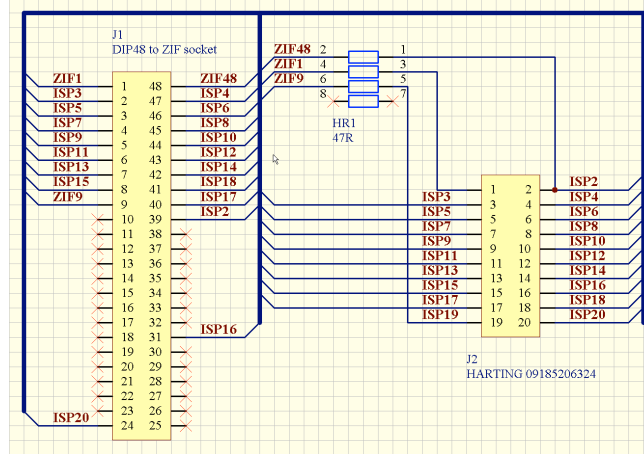 J1
DIP48 to ZIF socket
ZIF1 1 48 ZIF48
ISP3 2 47 ISP4
ISP5 3 46 ISP6
ISP7 4 45 ISP8
ISP9 5 44 ISP10
ISP11 6 43 ISP12
ISP13 7 42 ISP14
ISP15 8 41 ISP18
ZIF9 9 40 ISP17
10 39 ISP2
11 38
12 37
13 36
14 35
15 34
16 33
17 32
18 31 ISP16
19 30
20 29
21 28
22 27
23 26
ISP20 24 25
ZIF48 2 1
ZIF1 4 3
ZIF9 6 5
8 7
HR1
47R
1 2 ISP2
ISP3 3 4 ISP4
ISP5 5 6 ISP6
ISP7 7 8 ISP8
ISP9 9 10 ISP10
ISP11 11 12 ISP12
ISP13 13 14 ISP14
ISP15 15 16 ISP16
ISP17 17 18 ISP18
ISP19 19 20 ISP20
J2
HARTING 09185206324